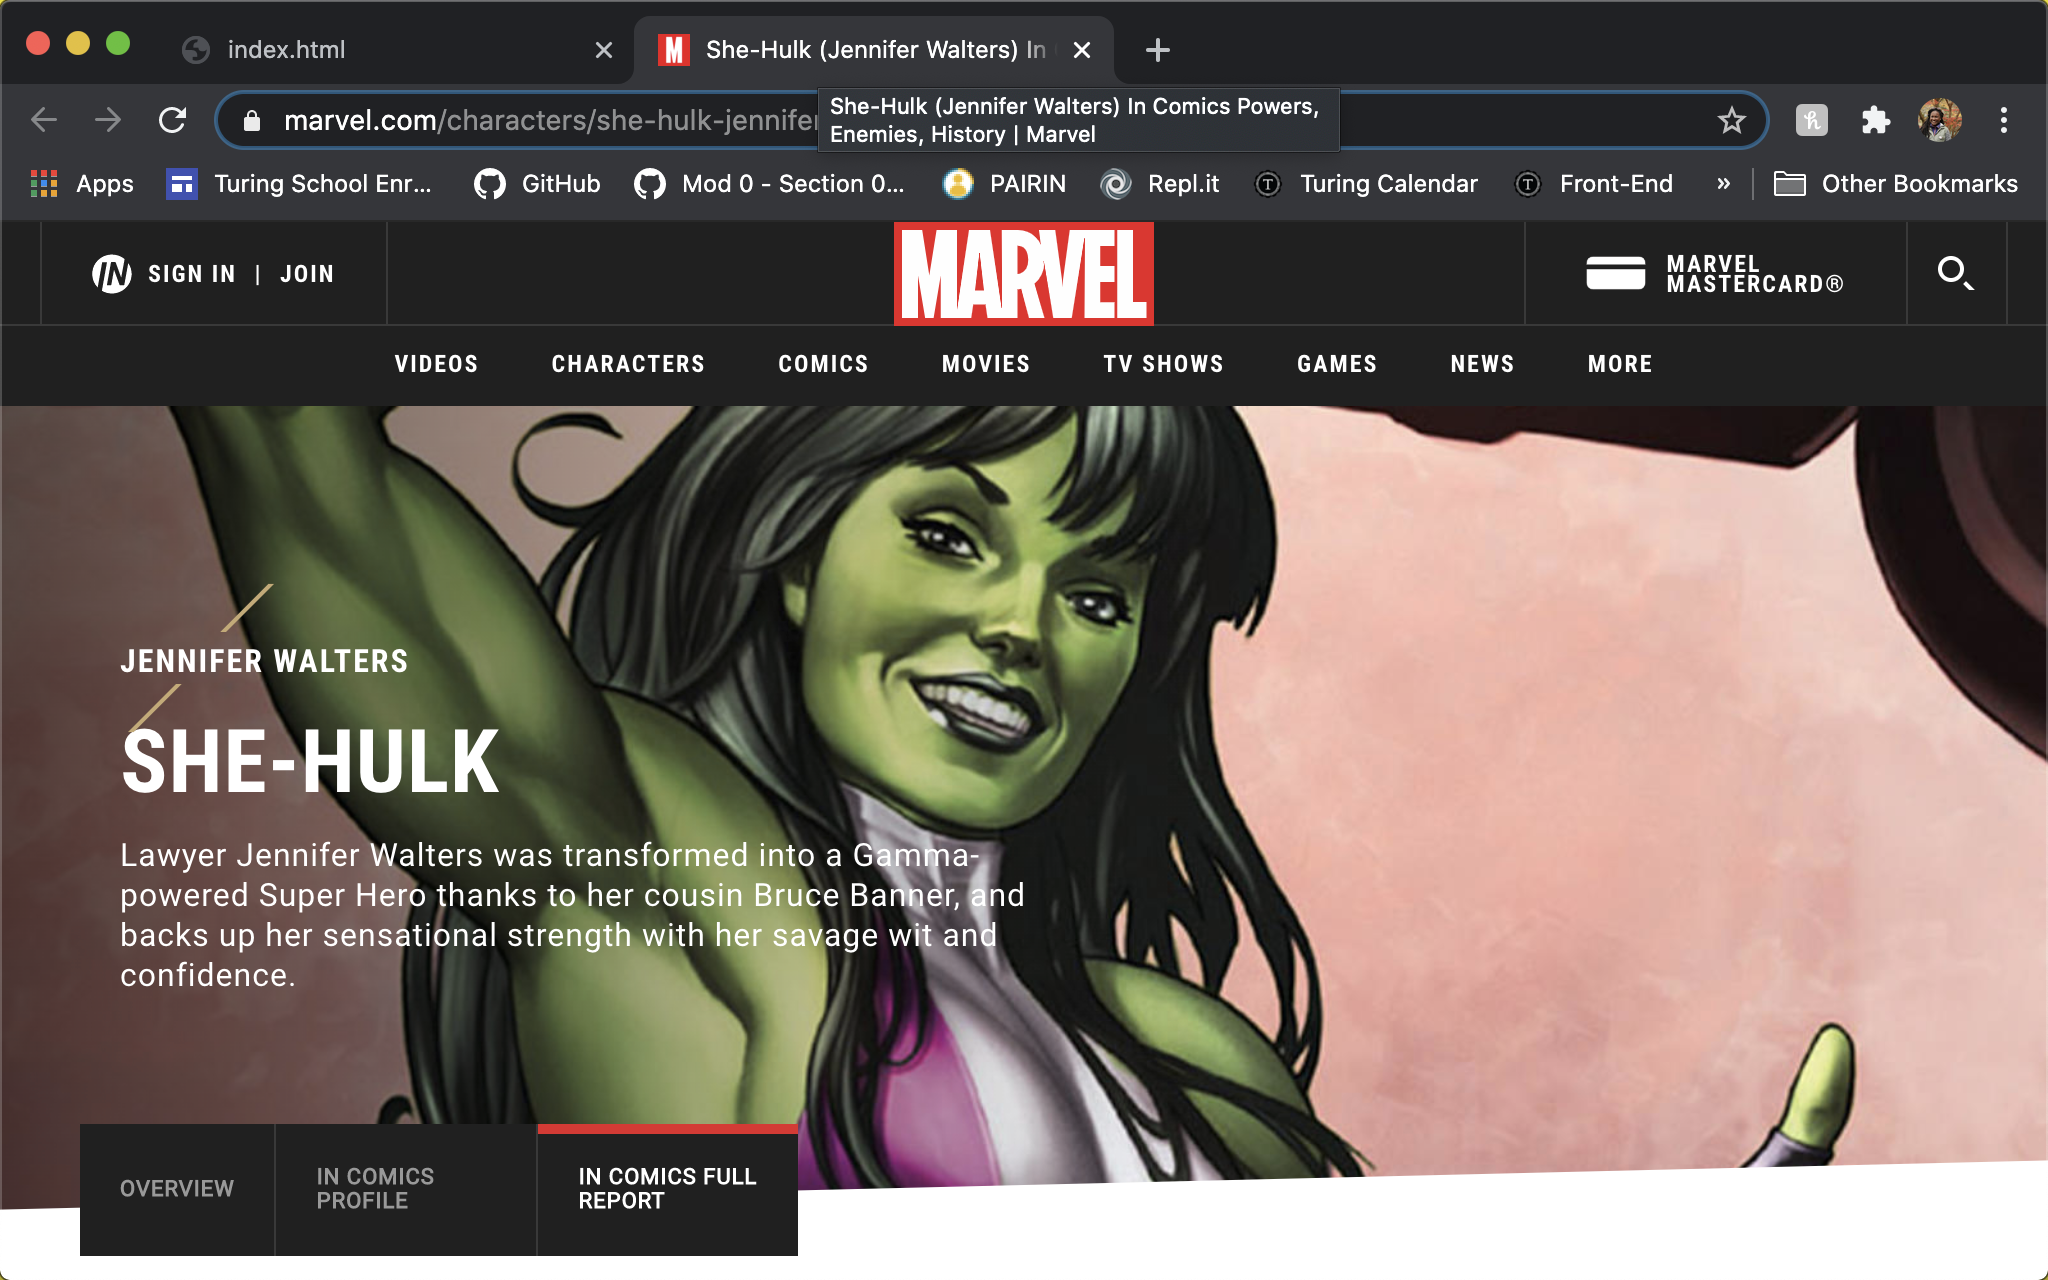 index.html
She-Hulk (Jennifer Walters) In
marvel.com/characters/she-hulk-jennifer
She-Hulk (Jennifer Walters) In Comics Powers,
Enemies, History | Marvel
Apps
Turing School Enr...
GitHub
Mod 0 - Section 0...
PAIRIN
Repl.it
Turing Calendar
Front-End
»
Other Bookmarks
IN SIGN IN | JOIN
MARVEL
MARVEL
MASTERCARD®
VIDEOS
CHARACTERS
COMICS
MOVIES
TV SHOWS
GAMES
NEWS
MORE
JENNIFER WALTERS
SHE-HULK
Lawyer Jennifer Walters was transformed into a Gamma-
powered Super Hero thanks to her cousin Bruce Banner, and
backs up her sensational strength with her savage wit and
confidence.
OVERVIEW
IN COMICS
PROFILE
IN COMICS FULL
REPORT